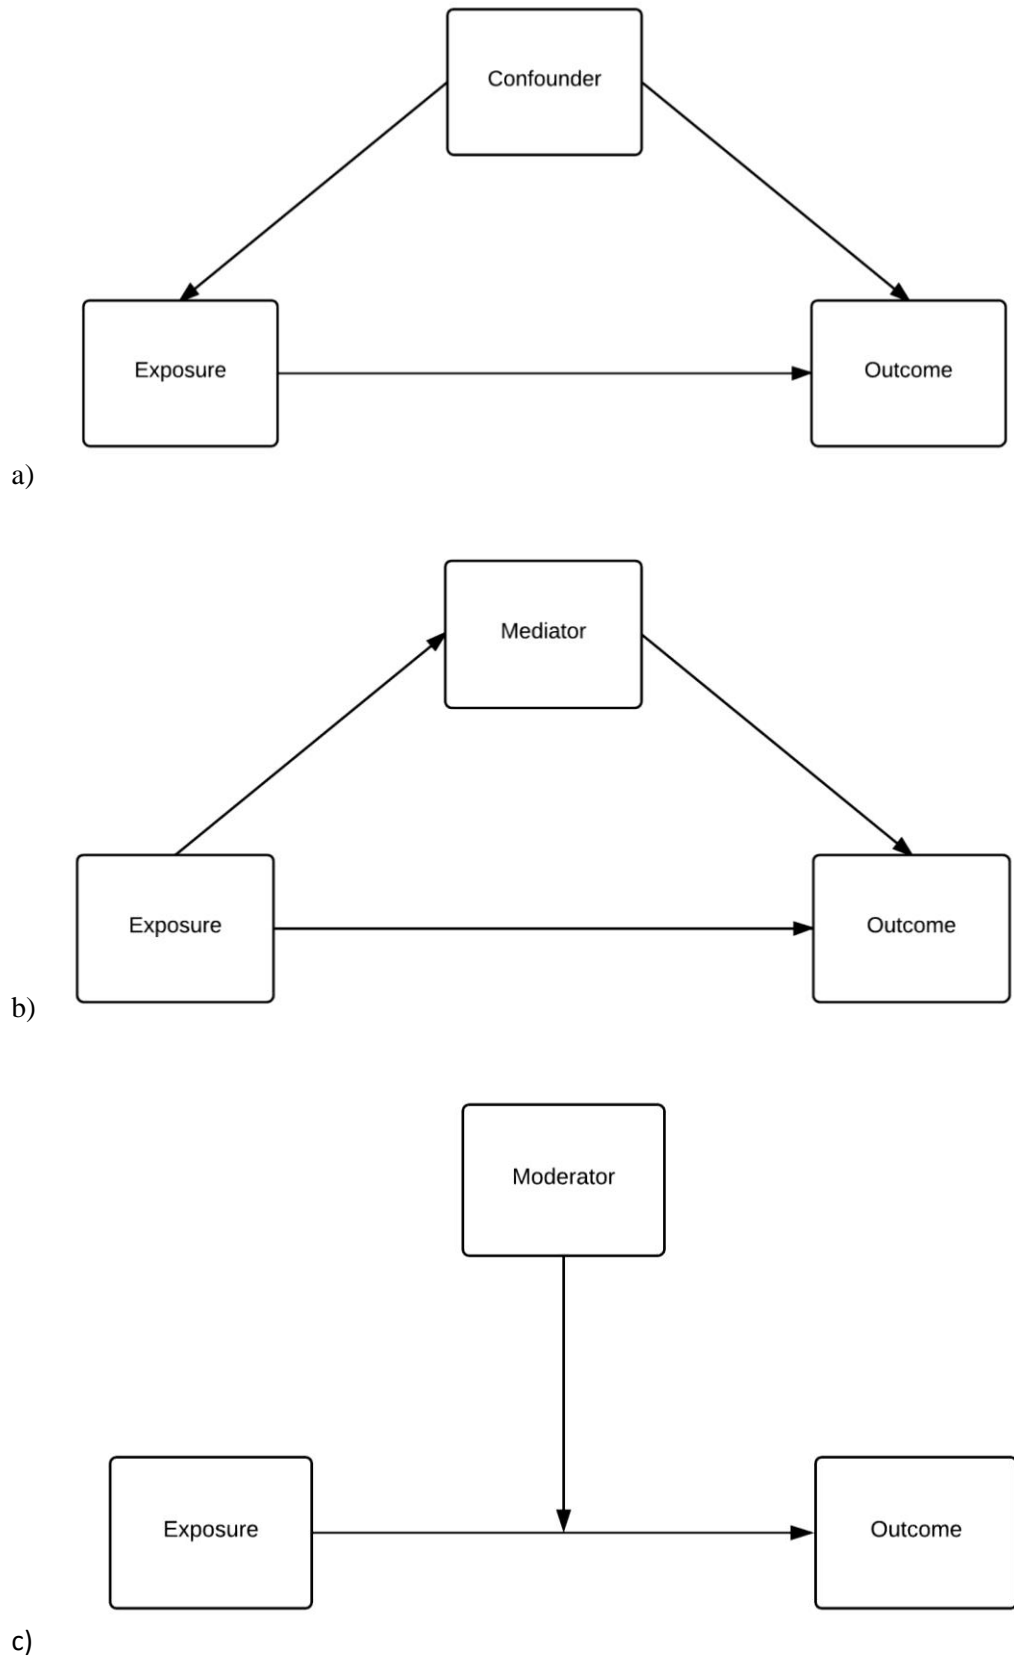 Confounder
Exposure
Outcome
a)
Mediator
Exposure
Outcome
b)
Moderator
Exposure
Outcome
c)